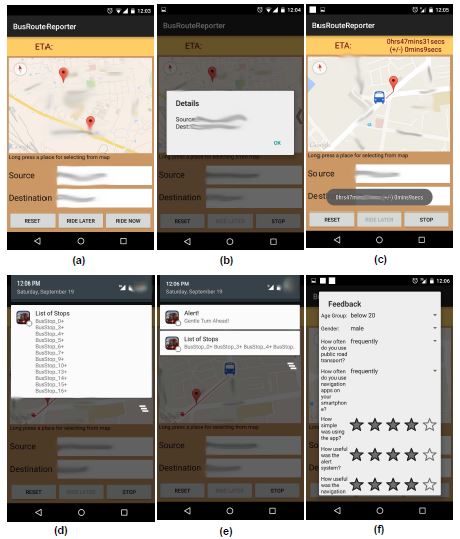 12:03
BusRouteReporter
ETA:
Google
Long press a place for selecting from map
Source
Destination
RESET RIDE LATER RIDE NOW
(a)
12:04
BusRouteReporter
ETA:
Details
Source:
Dest:
OK
Long press a place for selecting from map
Source
Destination
RESET RIDE LATER STOP
(b)
12:05
BusRouteReporter
ETA: 0hrs47mins31secs
(+/-) 0mins9secs
Google
Long press a place for selecting from map
Source
0hrs47mins (+/-) 0mins9secs
RESET RIDE LATER STOP
(c)
12:06 PM
Saturday, September 19
List of Stops
BusStop_0+
BusStop_3+
BusStop_4+
BusStop_5+
BusStop_6+
BusStop_7+
BusStop_9+
BusStop_10+
BusStop_13+
BusStop_14+
BusStop_15+
BusStop_16+
Long press a place for selecting from map
Source
Destination
RESET RIDE LATER STOP
(d)
12:06 PM
Saturday, September 19
Alert!
Gentle Turn Ahead!
List of Stops
BusStop_0+ BusStop_3+ BusStop_4+ BusStop
Long press a place for selecting from map
Source
Destination
RESET RIDE LATER STOP
(e)
12:06
Feedback
Age Group: below 20
Gender: male
How often do you use public road transport? frequently
How often do you use navigation apps on your smartphone? frequently
How simple was using the app?
How useful was the alert system?
How useful was the navigation
(f)